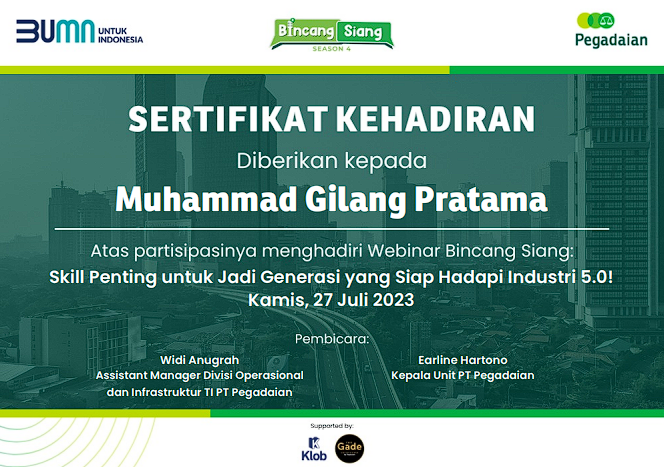 BUMN UNTUK
INDONESIA
Bincang Siang
SEASON 4
Pegadaian
SERTIFIKAT KEHADIRAN
Diberikan kepada
Muhammad Gilang Pratama
Atas partisipasinya menghadiri Webinar Bincang Siang:
Skill Penting untuk Jadi Generasi yang Siap Hadapi Industri 5.0!
Kamis, 27 Juli 2023
Pembicara:
Widi Anugrah
Assistant Manager Divisi Operasional
dan Infrastruktur TI PT Pegadaian
Earline Hartono
Kepala Unit PT Pegadaian
Supported by:
Klob
Gade